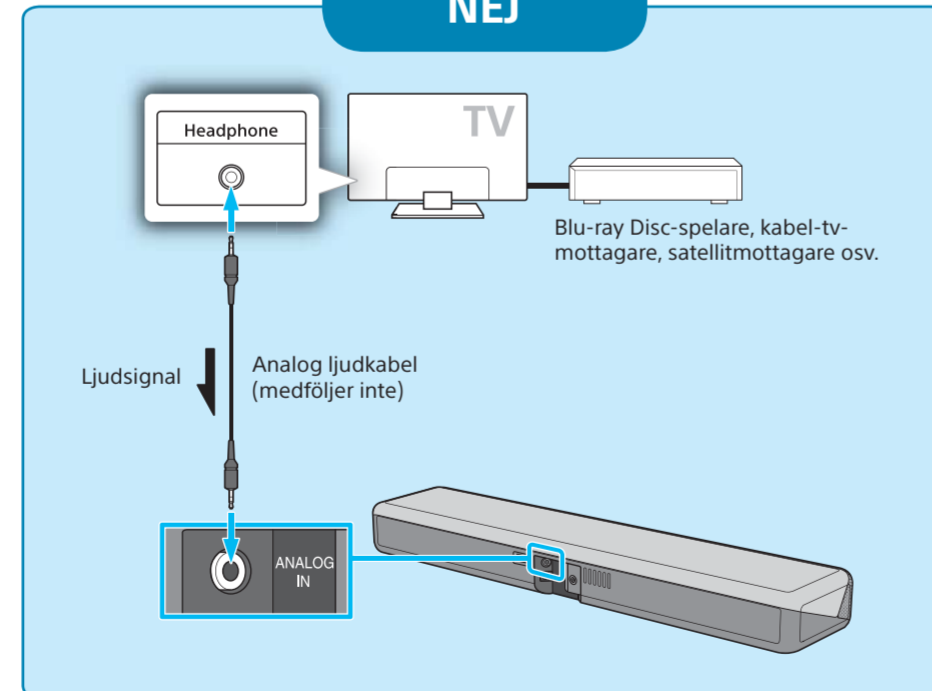 NEJ
Headphone
TV
Blu-ray Disc-spelare, kabel-tv-
mottagare, satellitmottagare osv.
Ljudsignal
Analog ljudkabel
(medföljer inte)
ANALOG
IN